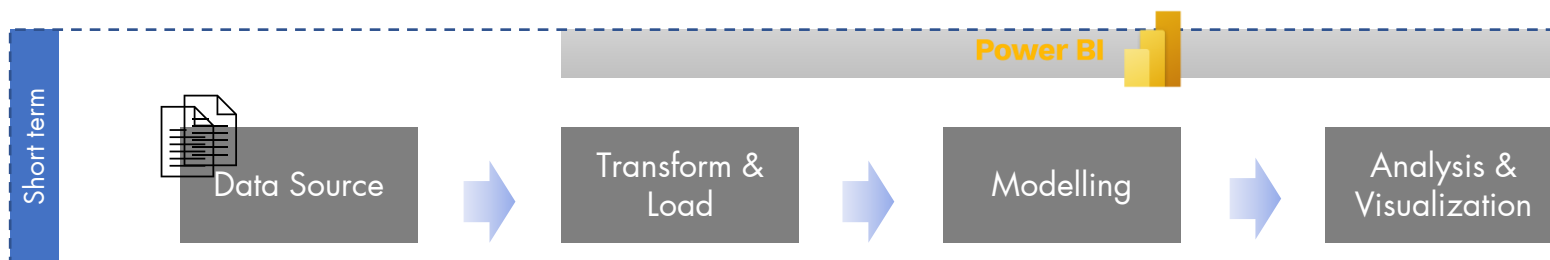 Power BI
Short term
Data Source
Transform &
Load
Modelling
Analysis &
Visualization